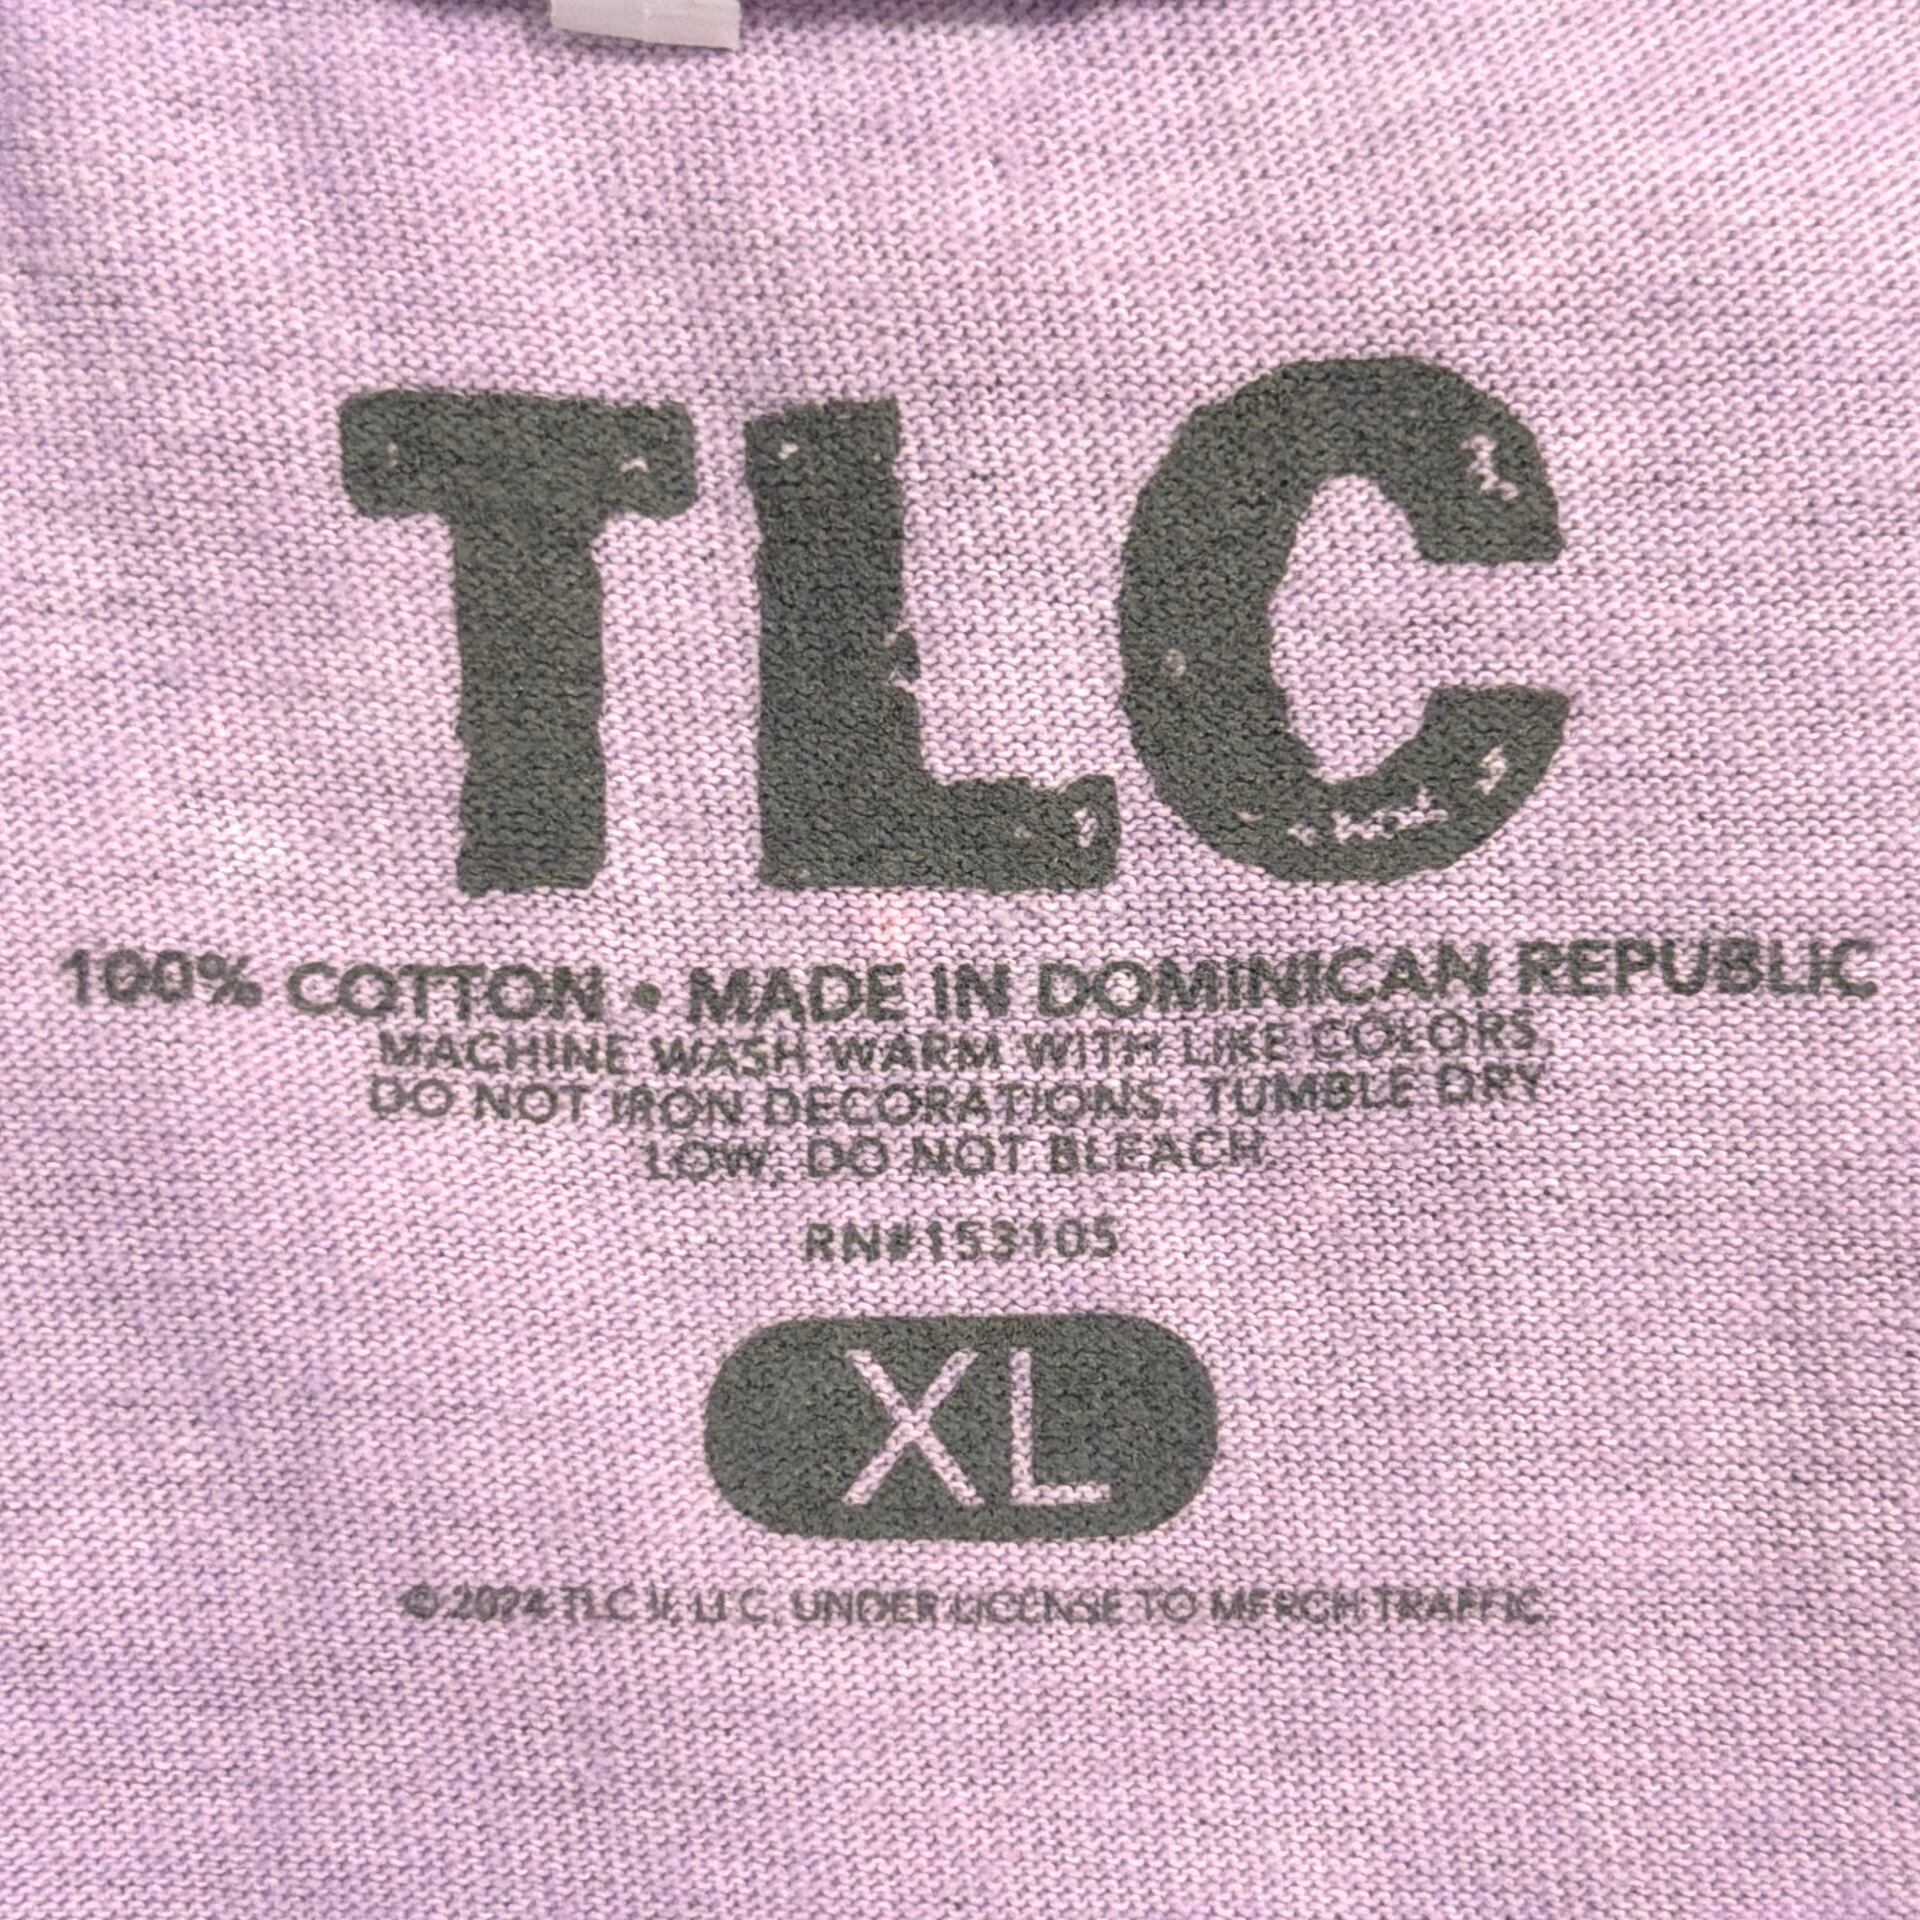 TLC
100% COTTON • MADE IN DOMINICAN REPUBLIC
MACHINE WASH WARM WITH LIKE COLORS.
DO NOT IRON DECORATIONS. TUMBLE DRY
LOW. DO NOT BLEACH.
RN#153105
XL
© 2024 TLC II, LLC, UNDER LICENSE TO MERCH TRAFFIC